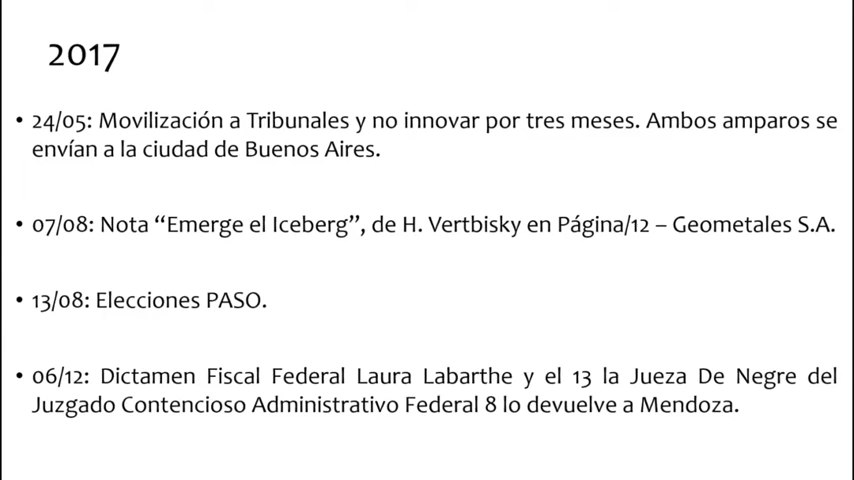 2017
• 24/05: Movilización a Tribunales y no innovar por tres meses. Ambos amparos se
envían a la ciudad de Buenos Aires.
• 07/08: Nota “Emerge el Iceberg”, de H. Vertbisky en Página/12 – Geometales S.A.
• 13/08: Elecciones PASO.
• 06/12: Dictamen Fiscal Federal Laura Labarthe y el 13 la Jueza De Negre del
Juzgado Contencioso Administrativo Federal 8 lo devuelve a Mendoza.